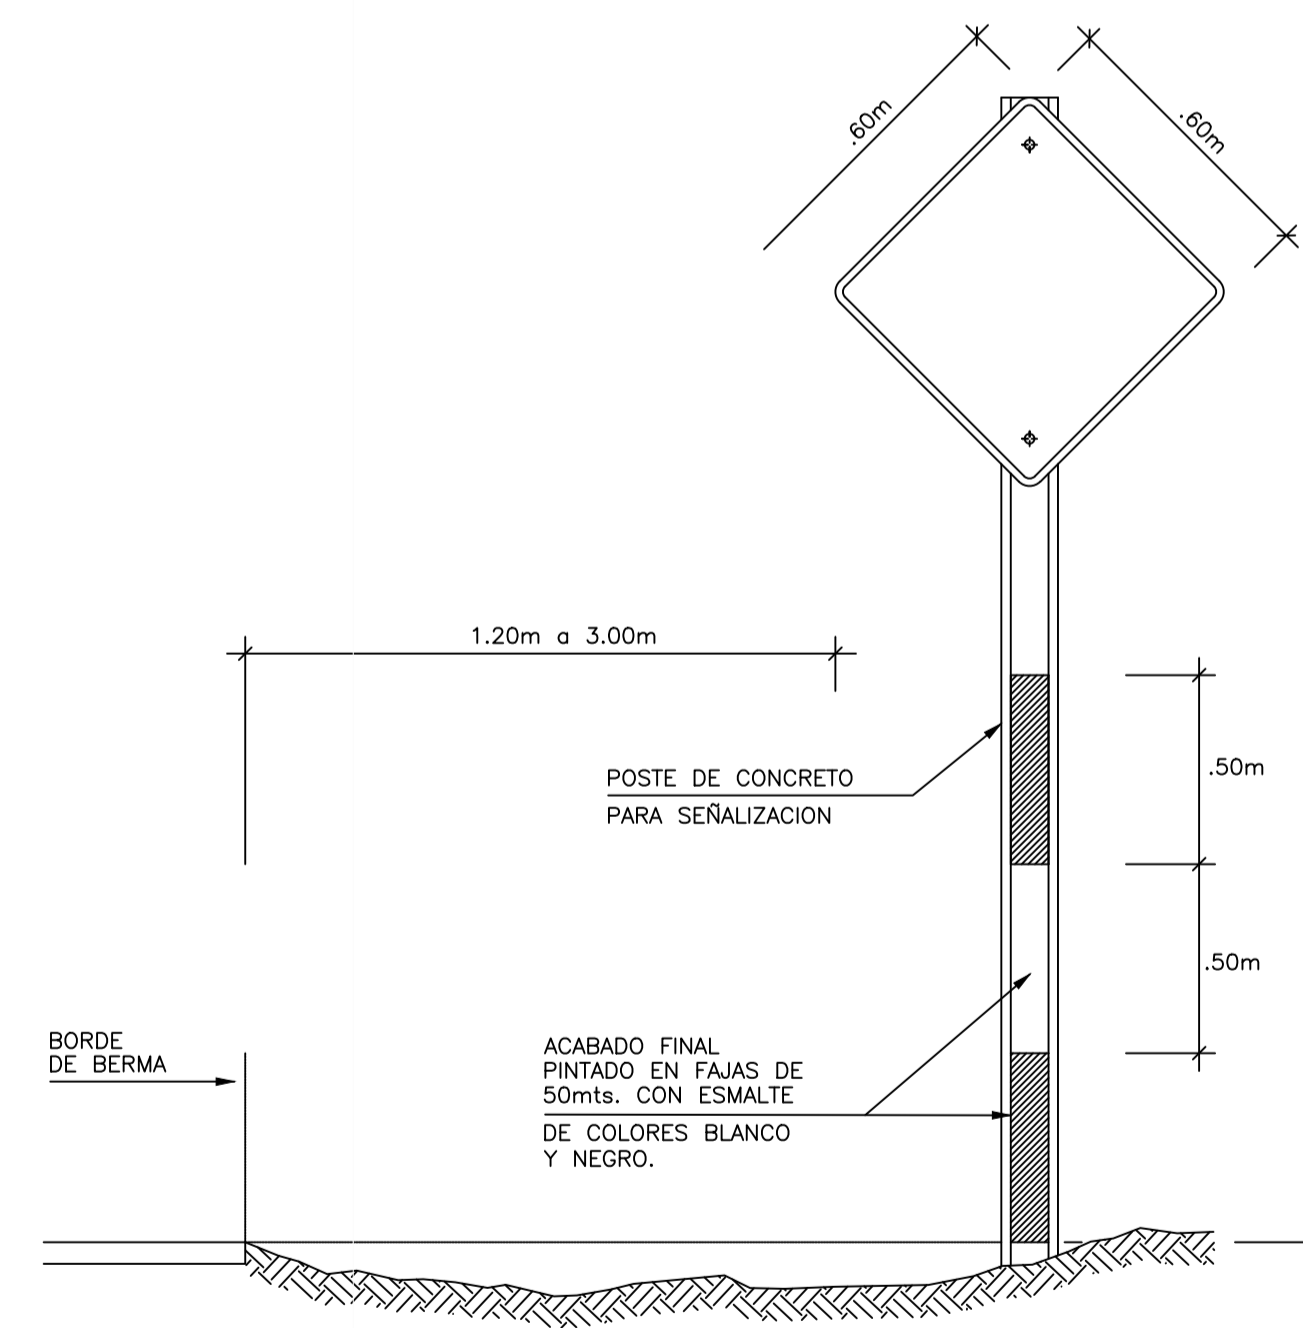 .60m
.60m
1.20m a 3.00m
POSTE DE CONCRETO
PARA SEÑALIZACION
.50m
.50m
BORDE
DE BERMA
ACABADO FINAL
PINTADO EN FAJAS DE
50mts. CON ESMALTE
DE COLORES BLANCO
Y NEGRO.